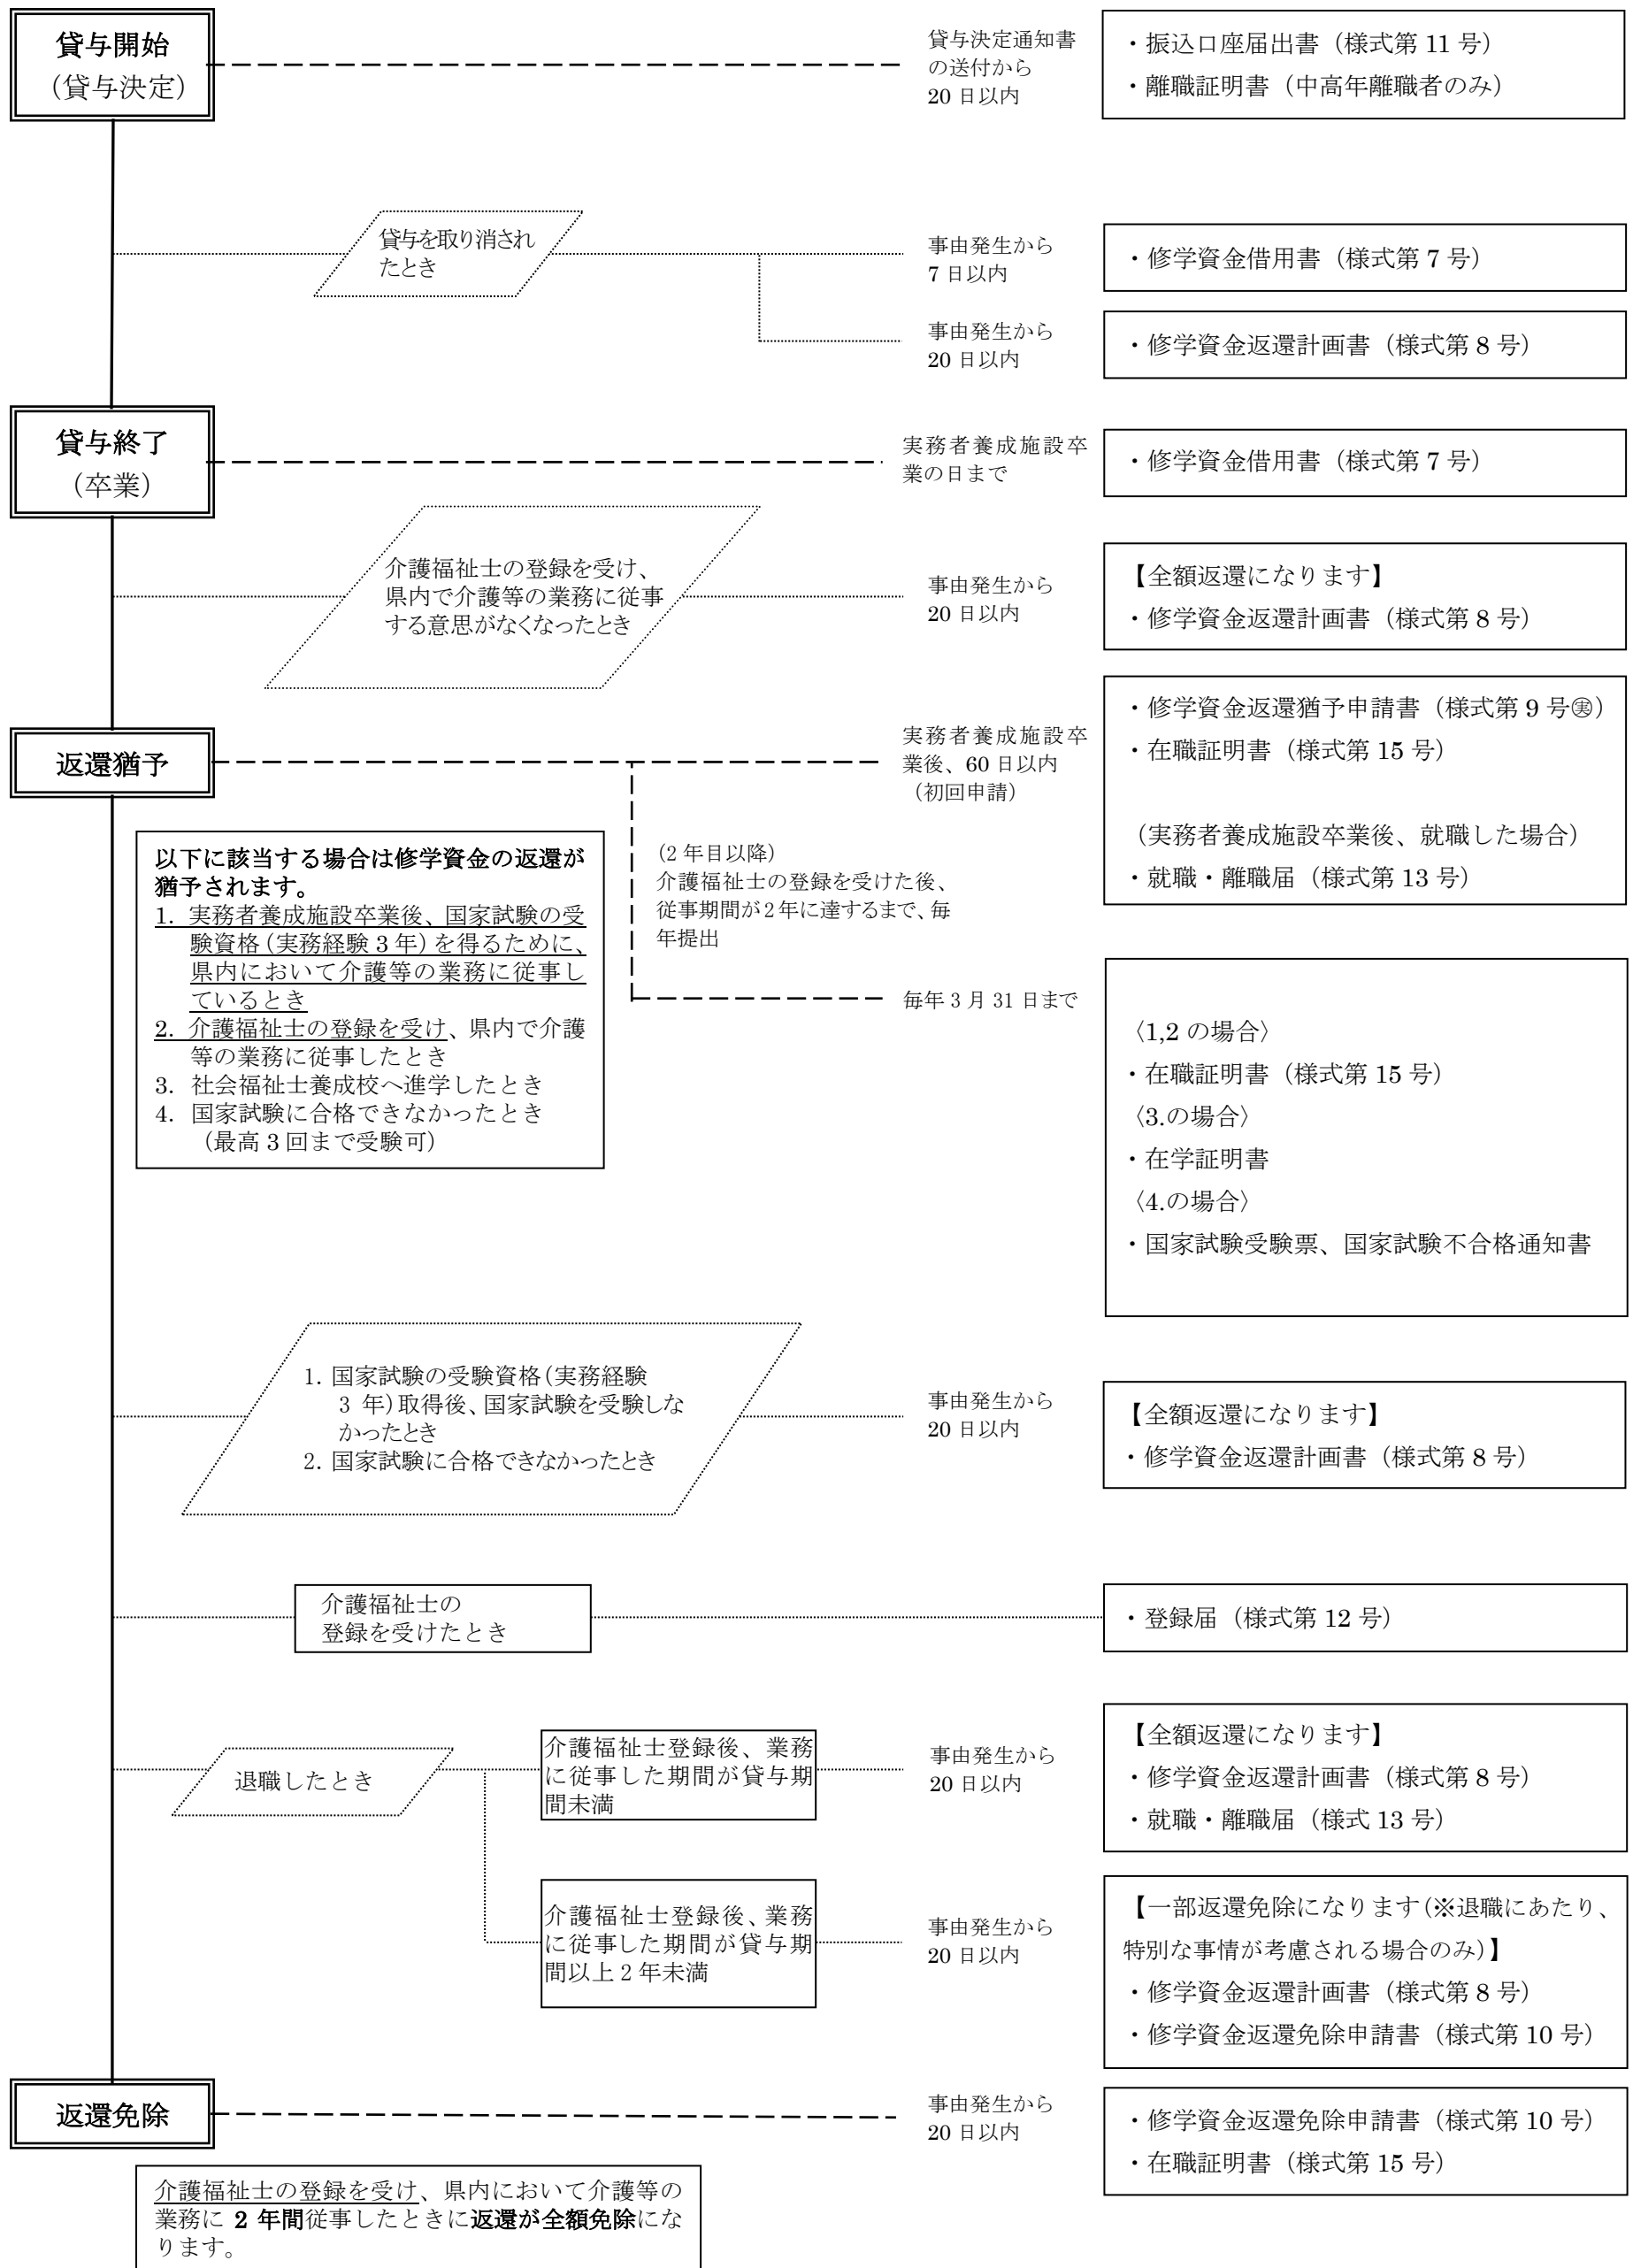 貸与開始
（貸与決定）
貸与決定通知書
の送付から
20 日以内
・振込口座届出書（様式第 11 号）
・離職証明書（中高年離職者のみ）
貸与を取り消され
たとき
事由発生から
7 日以内
・修学資金借用書（様式第 7 号）
事由発生から
20 日以内
・修学資金返還計画書（様式第 8 号）
貸与終了
（卒業）
実務者養成施設卒
業の日まで
・修学資金借用書（様式第 7 号）
介護福祉士の登録を受け、
県内で介護等の業務に従事
する意思がなくなったとき
事由発生から
20 日以内
【全額返還になります】
・修学資金返還計画書（様式第 8 号）
返還猶予
実務者養成施設卒
業後、60 日以内
（初回申請）
・修学資金返還猶予申請書（様式第 9 号㊢）
・在職証明書（様式第 15 号）
（実務者養成施設卒業後、就職した場合）
・就職・離職届（様式第 13 号）
以下に該当する場合は修学資金の返還が
猶予されます。
1. 実務者養成施設卒業後、国家試験の受
験資格（実務経験 3 年）を得るために、
県内において介護等の業務に従事し
ているとき
2. 介護福祉士の登録を受け、県内で介護
等の業務に従事したとき
3. 社会福祉士養成校へ進学したとき
4. 国家試験に合格できなかったとき
（最高 3 回まで受験可）
(2 年目以降)
介護福祉士の登録を受けた後、
従事期間が 2 年に達するまで、毎
年提出
毎年 3 月 31 日まで
〈1,2 の場合〉
・在職証明書（様式第 15 号）
〈3.の場合〉
・在学証明書
〈4.の場合〉
・国家試験受験票、国家試験不合格通知書
1. 国家試験の受験資格（実務経験
3 年）取得後、国家試験を受験しな
かったとき
2. 国家試験に合格できなかったとき
事由発生から
20 日以内
【全額返還になります】
・修学資金返還計画書（様式第 8 号）
介護福祉士の
登録を受けたとき
・登録届（様式第 12 号）
退職したとき
介護福祉士登録後、業務
に従事した期間が貸与期
間未満
事由発生から
20 日以内
【全額返還になります】
・修学資金返還計画書（様式第 8 号）
・就職・離職届（様式 13 号）
介護福祉士登録後、業務
に従事した期間が貸与期
間以上 2 年未満
事由発生から
20 日以内
【一部返還免除になります（※退職にあたり、
特別な事情が考慮される場合のみ）】
・修学資金返還計画書（様式第 8 号）
・修学資金返還免除申請書（様式第 10 号）
返還免除
事由発生から
20 日以内
・修学資金返還免除申請書（様式第 10 号）
・在職証明書（様式第 15 号）
介護福祉士の登録を受け、県内において介護等の
業務に 2 年間従事したときに返還が全額免除にな
ります。